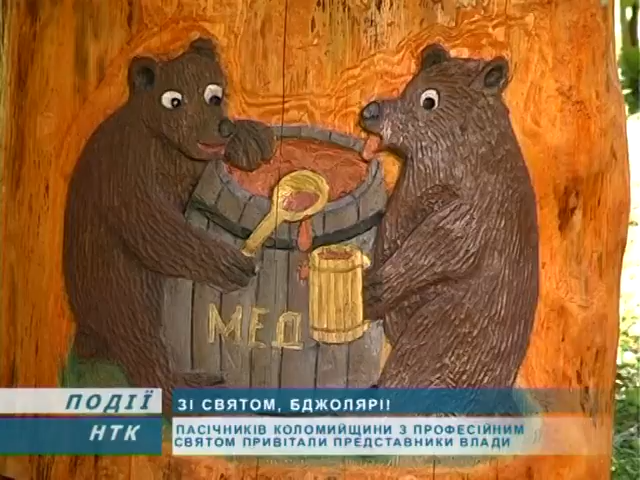 МЕД
ПОДІЇ
НТК
ЗІ СВЯТОМ, БДЖОЛЯРІ!
ПАСІЧНИКІВ КОЛОМИЙЩИНИ З ПРОФЕСІЙНИМ
СВЯТОМ ПРИВІТАЛИ ПРЕДСТАВНИКИ ВЛАДИ